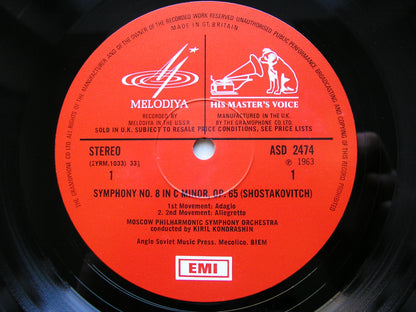 THE GRAMOPHONE CO. LTD. ALL RIGHTS OF THE MANUFACTURER AND OF THE OWNER OF THE RECORDED WORK RESERVED UNAUTHORISED PUBLIC PERFORMANCE BROADCASTING AND COPYING OF THIS RECORD PROHIBITED
MADE IN GT. BRITAIN
MELODIYA
HIS MASTER'S VOICE
RECORDED BY
MELODIYA IN THE U.S.S.R.
MANUFACTURED IN THE U.K.
BY THE GRAMOPHONE CO LTD.
SOLD IN U.K. SUBJECT TO RESALE PRICE CONDITIONS, SEE PRICE LISTS
STEREO
ASD 2474
(2YRM.1033) 33⅓
℗ 1963
1
1
SYMPHONY NO. 8 IN C MINOR, OP. 65 (SHOSTAKOVITCH)
1st Movement: Adagio
2. 2nd Movement: Allegretto
MOSCOW PHILHARMONIC SYMPHONY ORCHESTRA
conducted by KIRIL KONDRASHIN
Anglo Soviet Music Press. Mecolico. BIEM
EMI